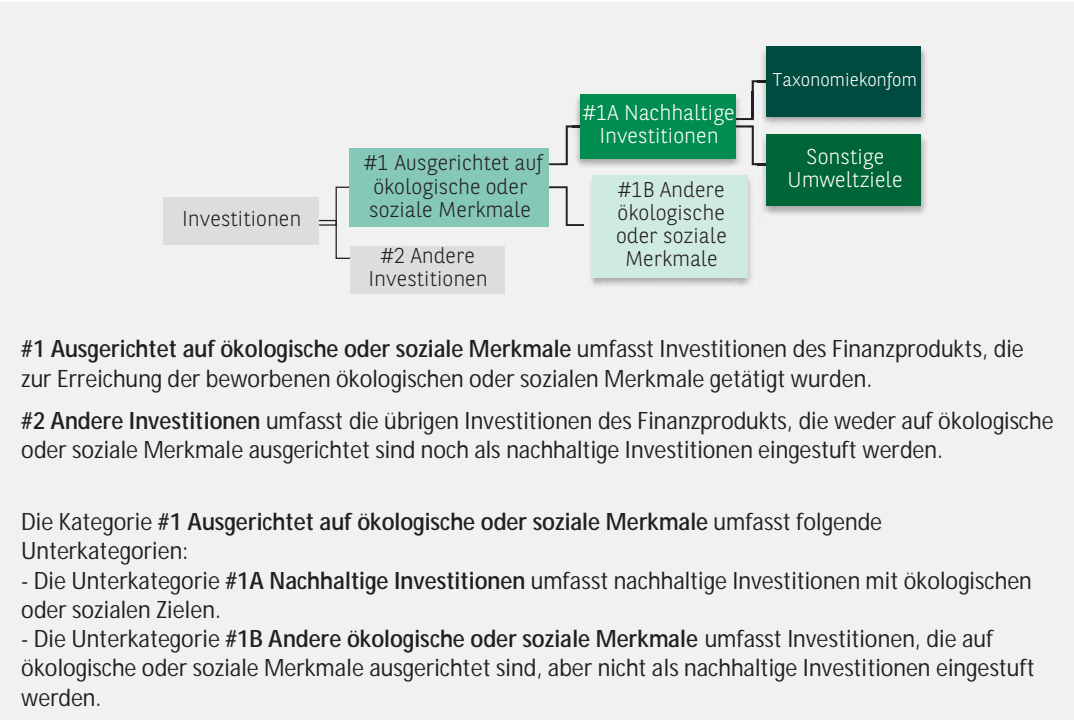 Taxonomiekonfom
#1A Nachhaltige
Investitionen
Sonstige
Umweltziele
#1 Ausgerichtet auf
ökologische oder
soziale Merkmale
#1B Andere
ökologische
oder soziale
Merkmale
Investitionen
#2 Andere
Investitionen
#1 Ausgerichtet auf ökologische oder soziale Merkmale umfasst Investitionen des Finanzprodukts, die
zur Erreichung der beworbenen ökologischen oder sozialen Merkmale getätigt wurden.
#2 Andere Investitionen umfasst die übrigen Investitionen des Finanzprodukts, die weder auf ökologische
oder soziale Merkmale ausgerichtet sind noch als nachhaltige Investitionen eingestuft werden.
Die Kategorie #1 Ausgerichtet auf ökologische oder soziale Merkmale umfasst folgende
Unterkategorien:
- Die Unterkategorie #1A Nachhaltige Investitionen umfasst nachhaltige Investitionen mit ökologischen
oder sozialen Zielen.
- Die Unterkategorie #1B Andere ökologische oder soziale Merkmale umfasst Investitionen, die auf
ökologische oder soziale Merkmale ausgerichtet sind, aber nicht als nachhaltige Investitionen eingestuft
werden.